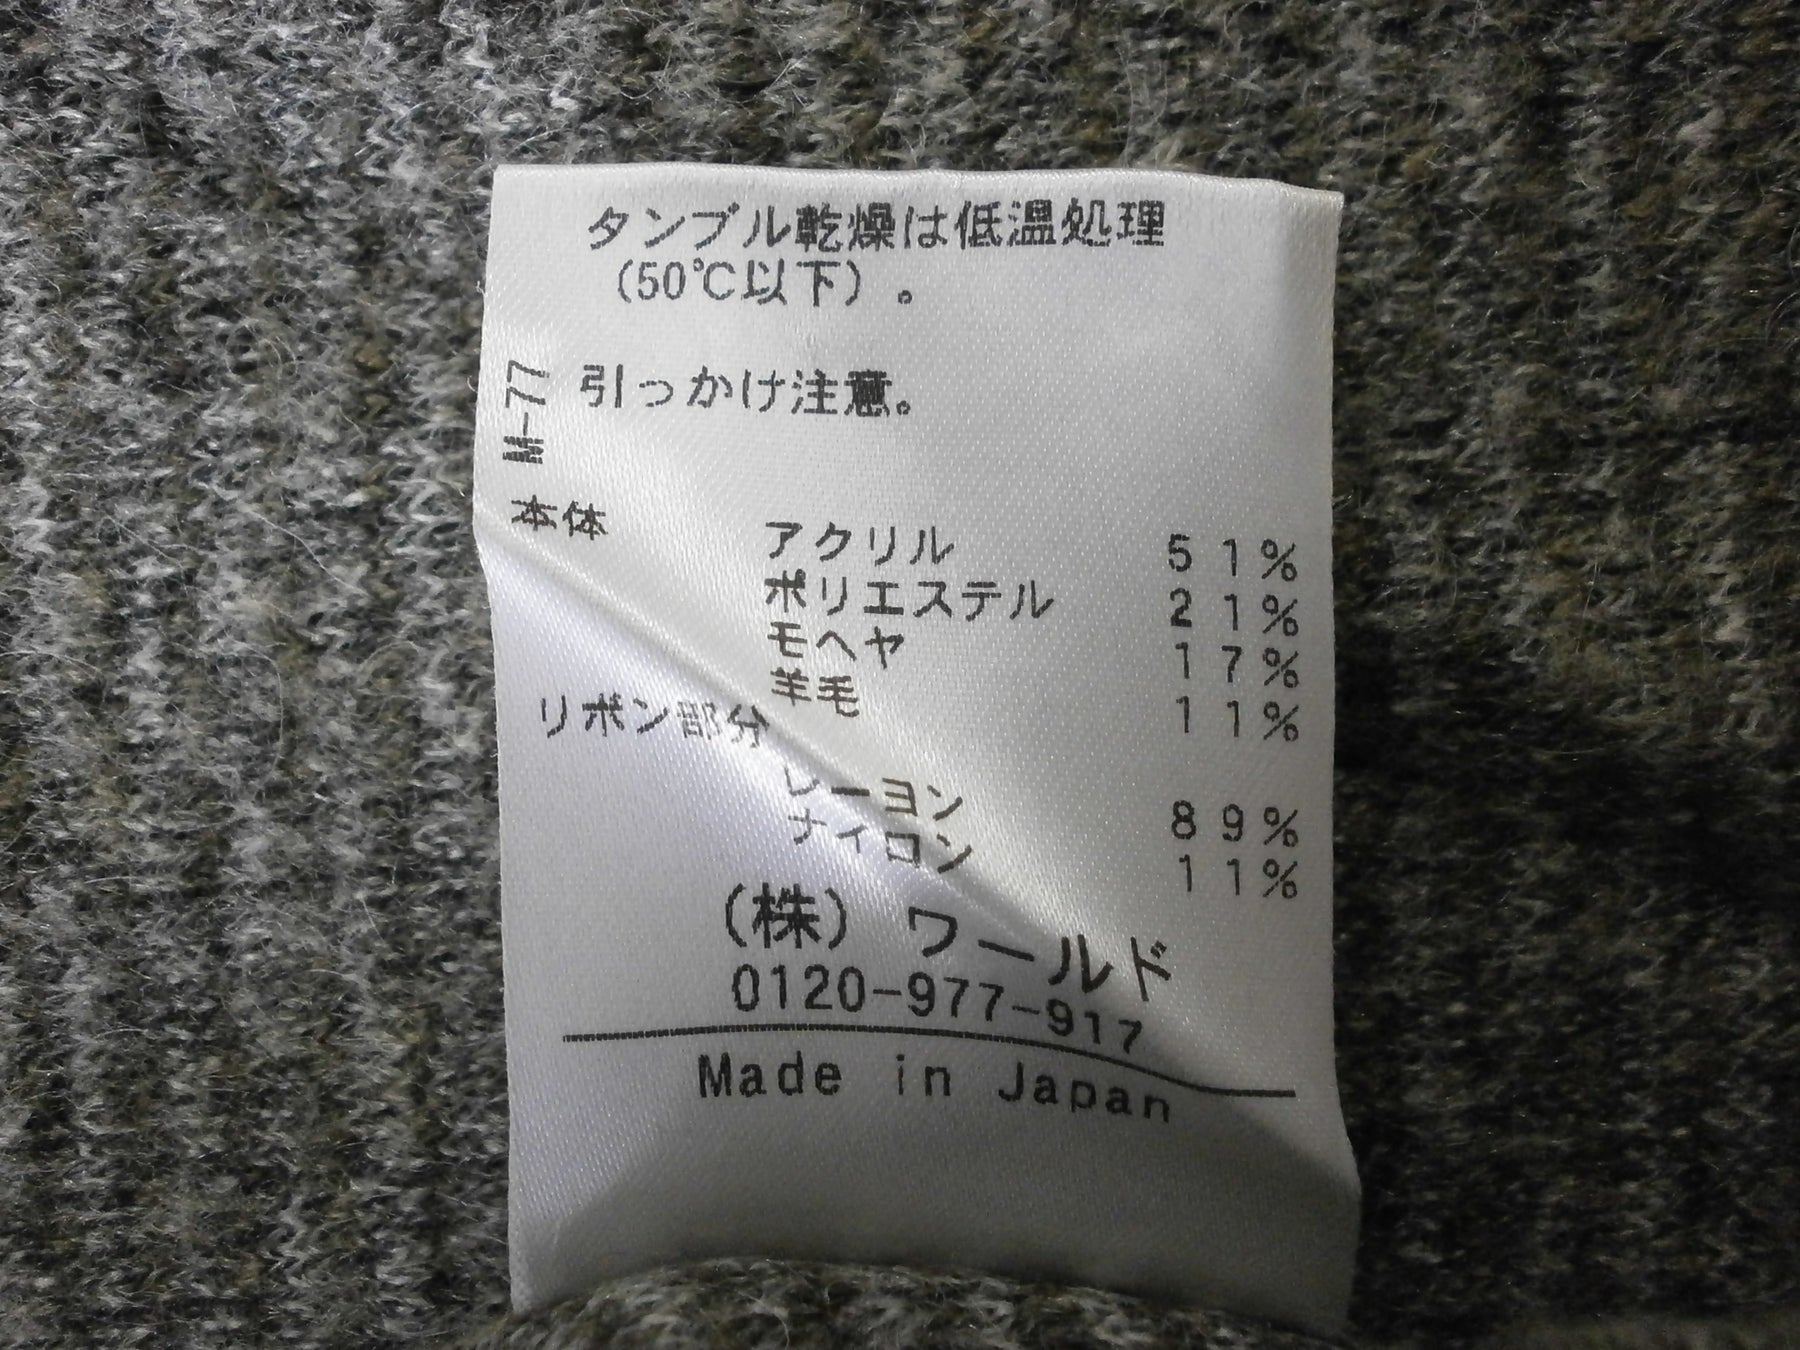 タンブル乾燥は低温処理
(50℃以下)。
M-77
引っかけ注意。
本体
アクリル 51%
ポリエステル 21%
モヘヤ 17%
羊毛 11%
リボン部分
レーヨン 89%
ナイロン 11%
(株) ワールド
0120-977-917
Made in Japan